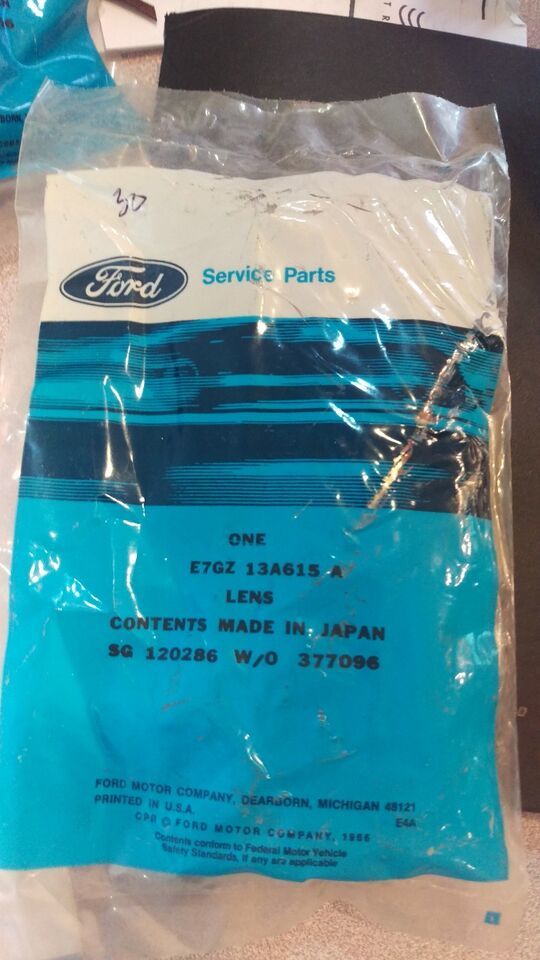 30
Ford Service Parts
ONE
E7GZ 13A615 A
LENS
CONTENTS MADE IN JAPAN
SG 120286 W/O 377096
FORD MOTOR COMPANY, DEARBORN, MICHIGAN 48121
PRINTED IN U.S.A. E4A
© FORD MOTOR COMPANY, 1966
Contents conform to Federal Motor Vehicle
Safety Standards, if any are applicable